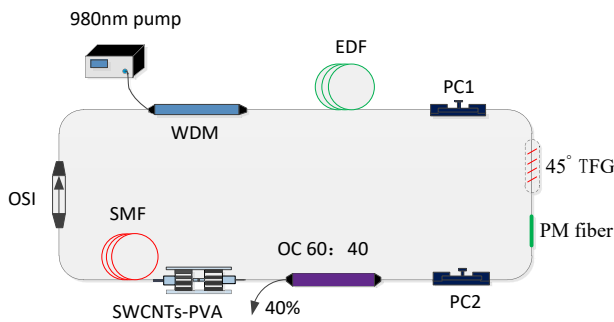 980nm pump
EDF
PC1
WDM
45° TFG
OSI
SMF
PM fiber
OC 60：40
SWCNTs-PVA
40%
PC2